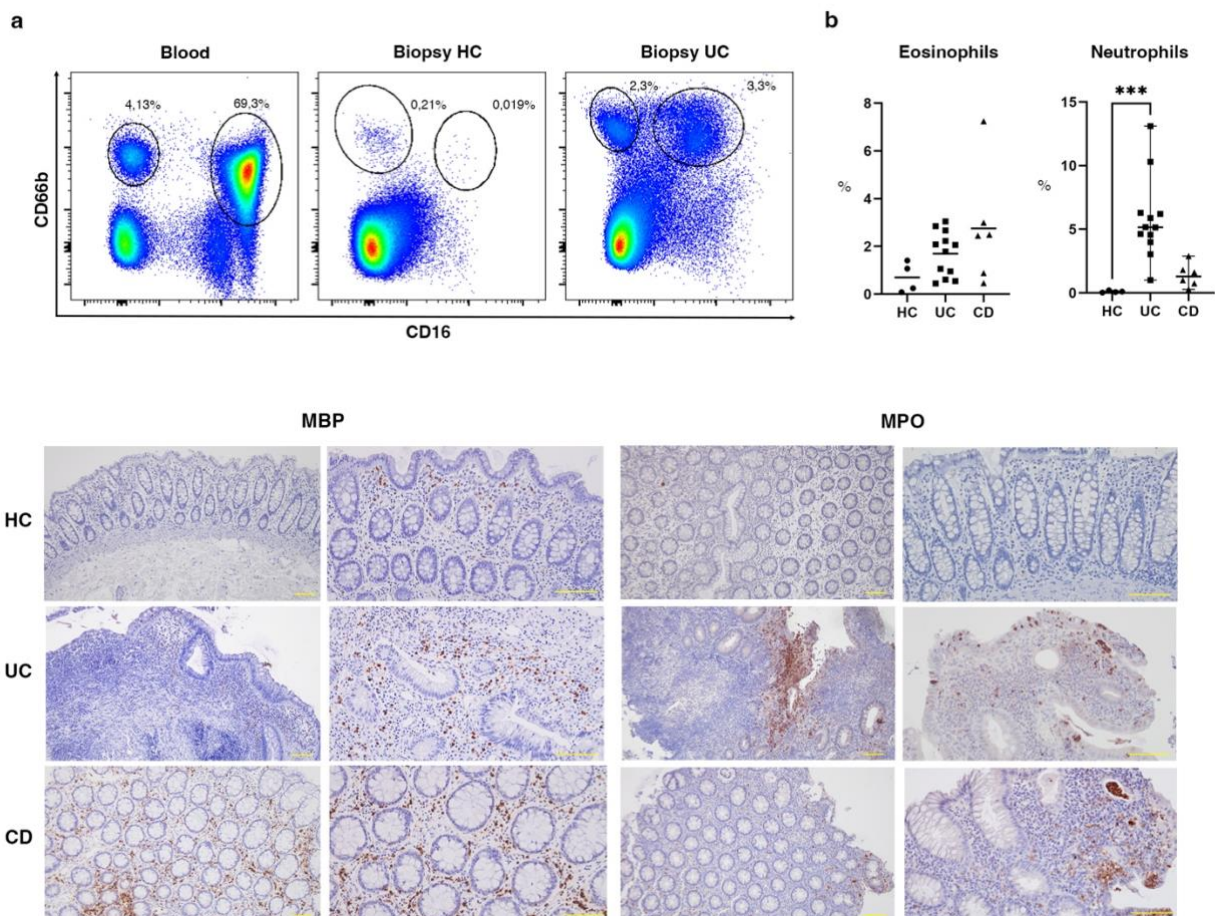 a
b
Blood
Biopsy HC
Biopsy UC
4,13%
69,3%
0,21%
0,019%
2,3%
3,3%
CD66b
CD16
Eosinophils
Neutrophils
%
8
6
4
2
0
HC
UC
CD
%
15
10
5
0
***
HC
UC
CD
MBP
MPO
HC
UC
CD